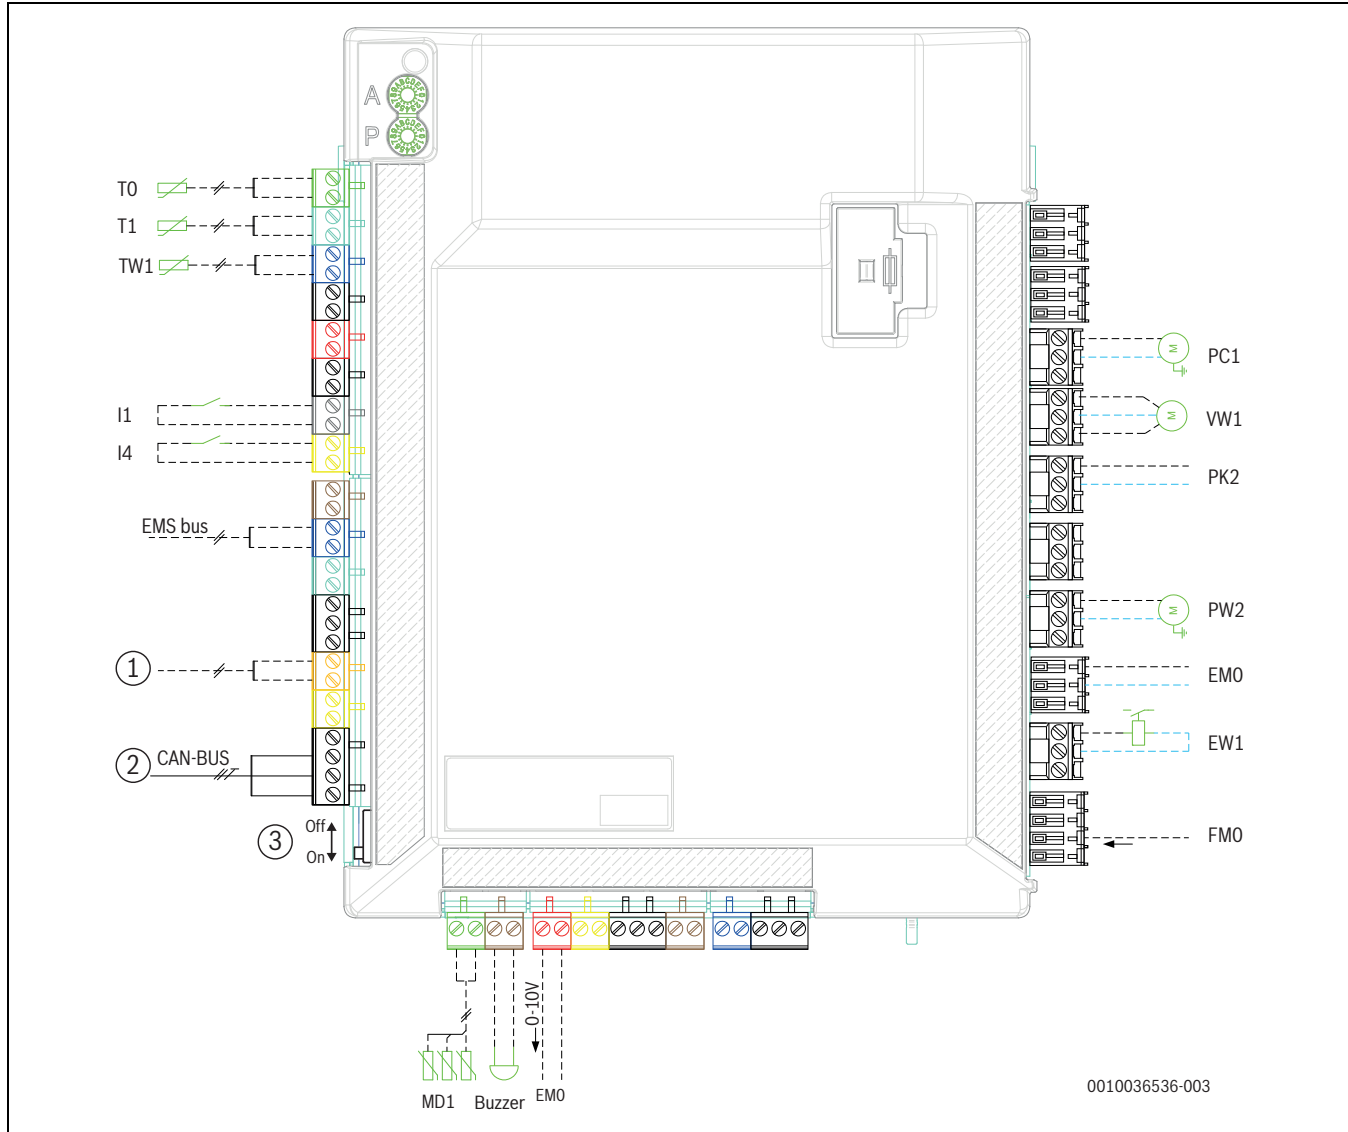 A
P
T0
T1
TW1
I1
I4
EMS bus
1
2 CAN-BUS
3 Off
On
PC1
VW1
PK2
PW2
EM0
EW1
FM0
M
M
M
0-10V
MD1 Buzzer EM0
0010036536-003